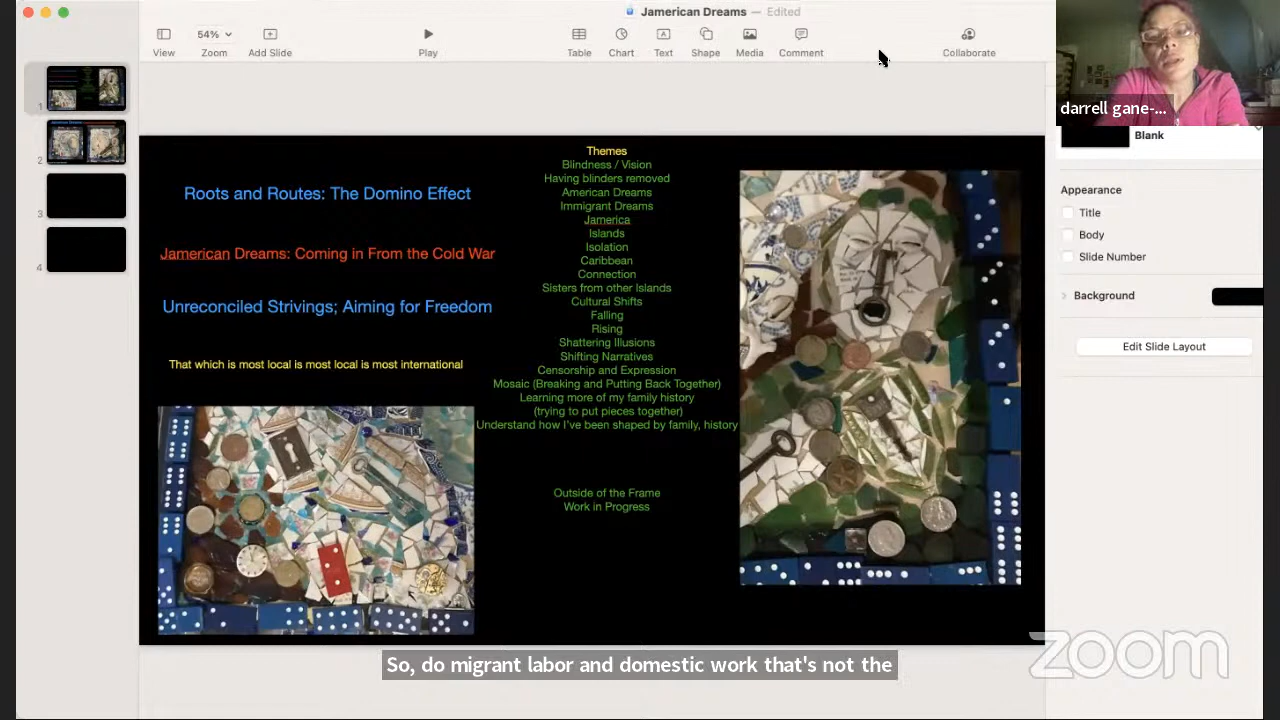 Jamerican Dreams — Edited
View
54%
Zoom
Add Slide
Play
Table
Chart
Text
Shape
Media
Comment
Collaborate
darrell gane-...
1
2
3
4
Roots and Routes: The Domino Effect
Jamerican Dreams: Coming in From the Cold War
Unreconciled Strivings; Aiming for Freedom
That which is most local is most local is most international
Themes
Blindness / Vision
Having blinders removed
American Dreams
Immigrant Dreams
Jamerica
Islands
Isolation
Caribbean
Connection
Sisters from other Islands
Cultural Shifts
Falling
Rising
Shattering Illusions
Shifting Narratives
Censorship and Expression
Mosaic (Breaking and Putting Back Together)
Learning more of my family history
(trying to put pieces together)
Understand how I've been shaped by family, history
Outside of the Frame
Work in Progress
Blank
Appearance
Title
Body
Slide Number
Background
Edit Slide Layout
So, do migrant labor and domestic work that's not the
zoom